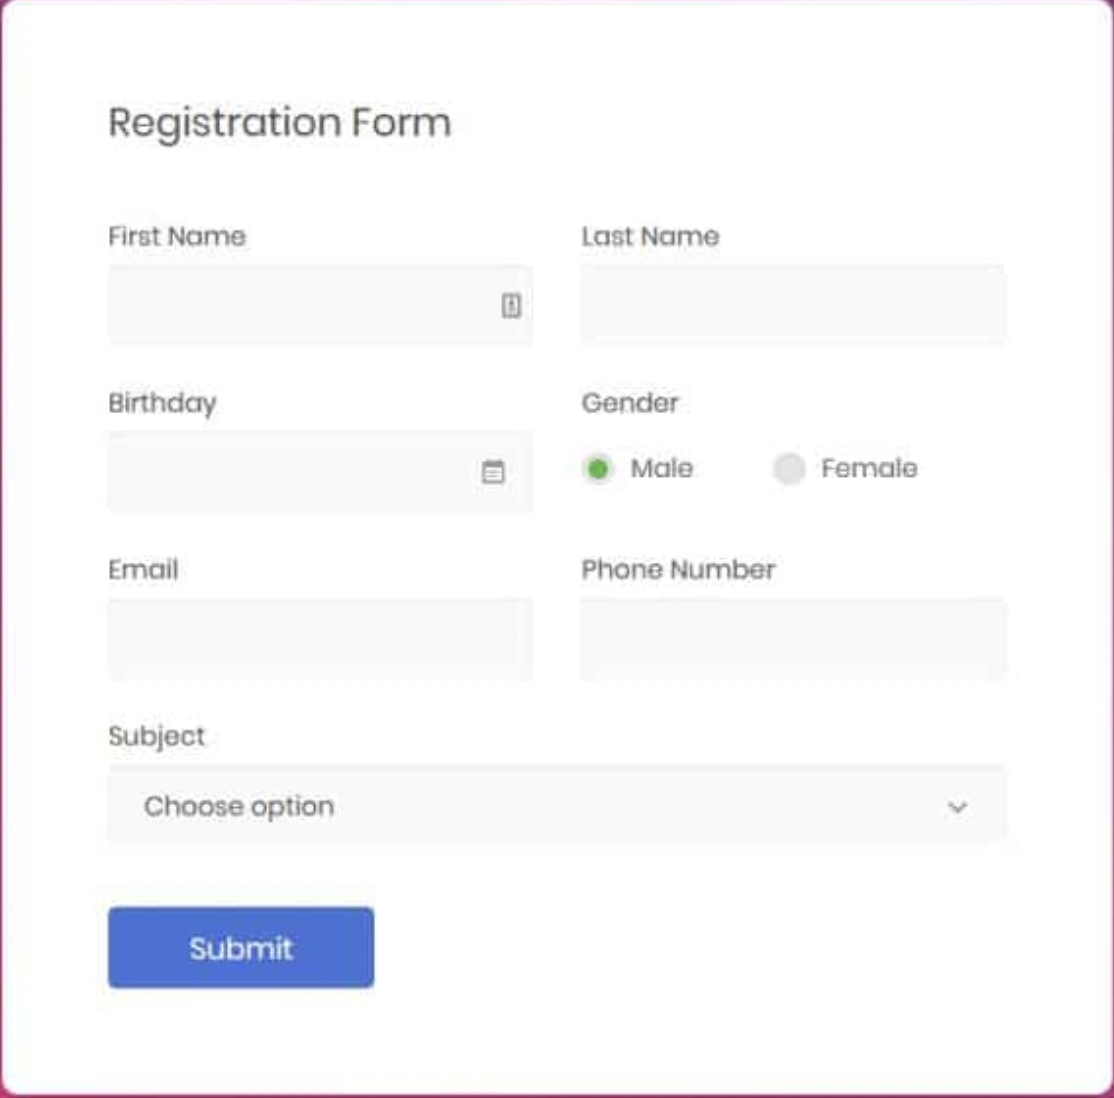 Registration Form
First Name
Last Name
Birthday
Gender
Male
Female
Email
Phone Number
Subject
Choose option
Submit